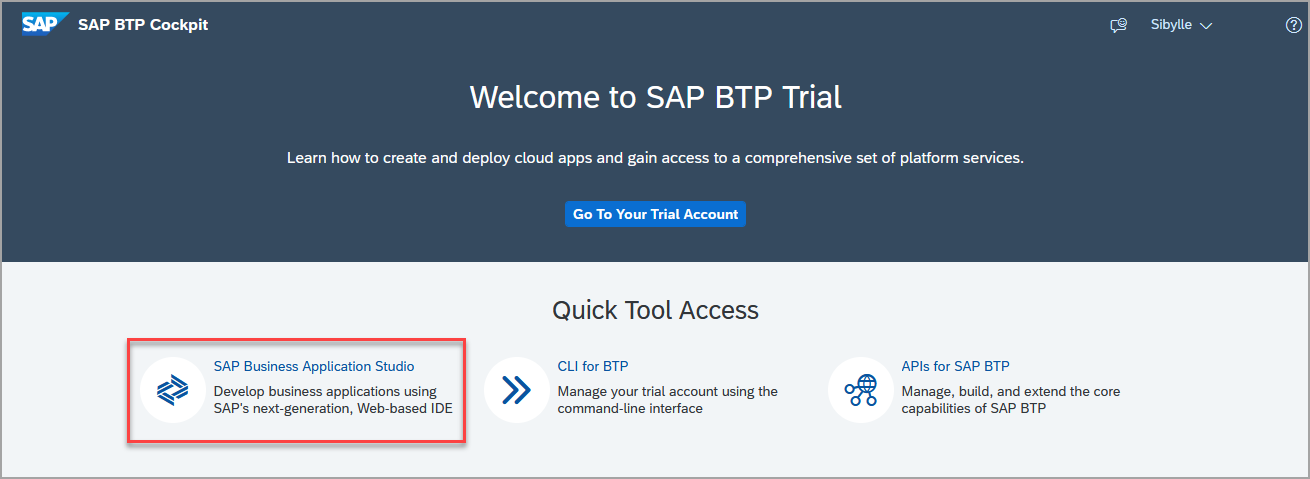 SAP SAP BTP Cockpit Sibylle ?
Welcome to SAP BTP Trial
Learn how to create and deploy cloud apps and gain access to a comprehensive set of platform services.
Go To Your Trial Account
Quick Tool Access
SAP Business Application Studio
Develop business applications using
SAP's next-generation, Web-based IDE
CLI for BTP
Manage your trial account using the
command-line interface
APIs for SAP BTP
Manage, build, and extend the core
capabilities of SAP BTP